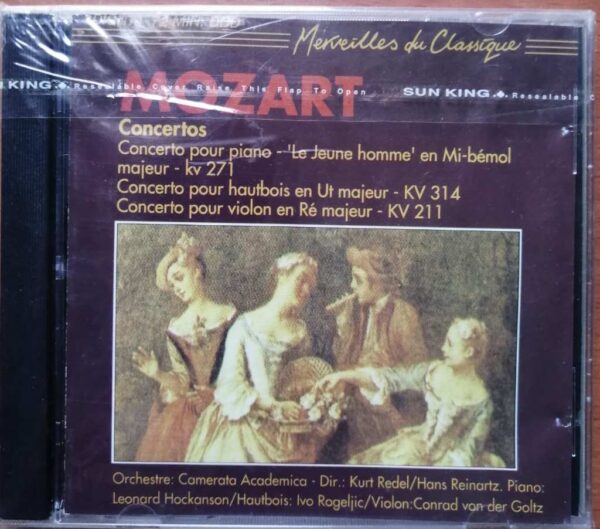 Merveilles du Classique
MOZART
SUN KING Resealable Cover Raise This Flap To Open SUN KING Resealable
Concertos
Concerto pour piano - 'Le Jeune homme' en Mi-bémol
majeur - kv 271
Concerto pour hautbois en Ut majeur - KV 314
Concerto pour violon en Ré majeur - KV 211
Orchestre: Camerata Academica - Dir.: Kurt Redel/Hans Reinartz. Piano:
Leonard Hockanson/Hautbois: Ivo Rogeljic/Violon:Conrad von der Goltz